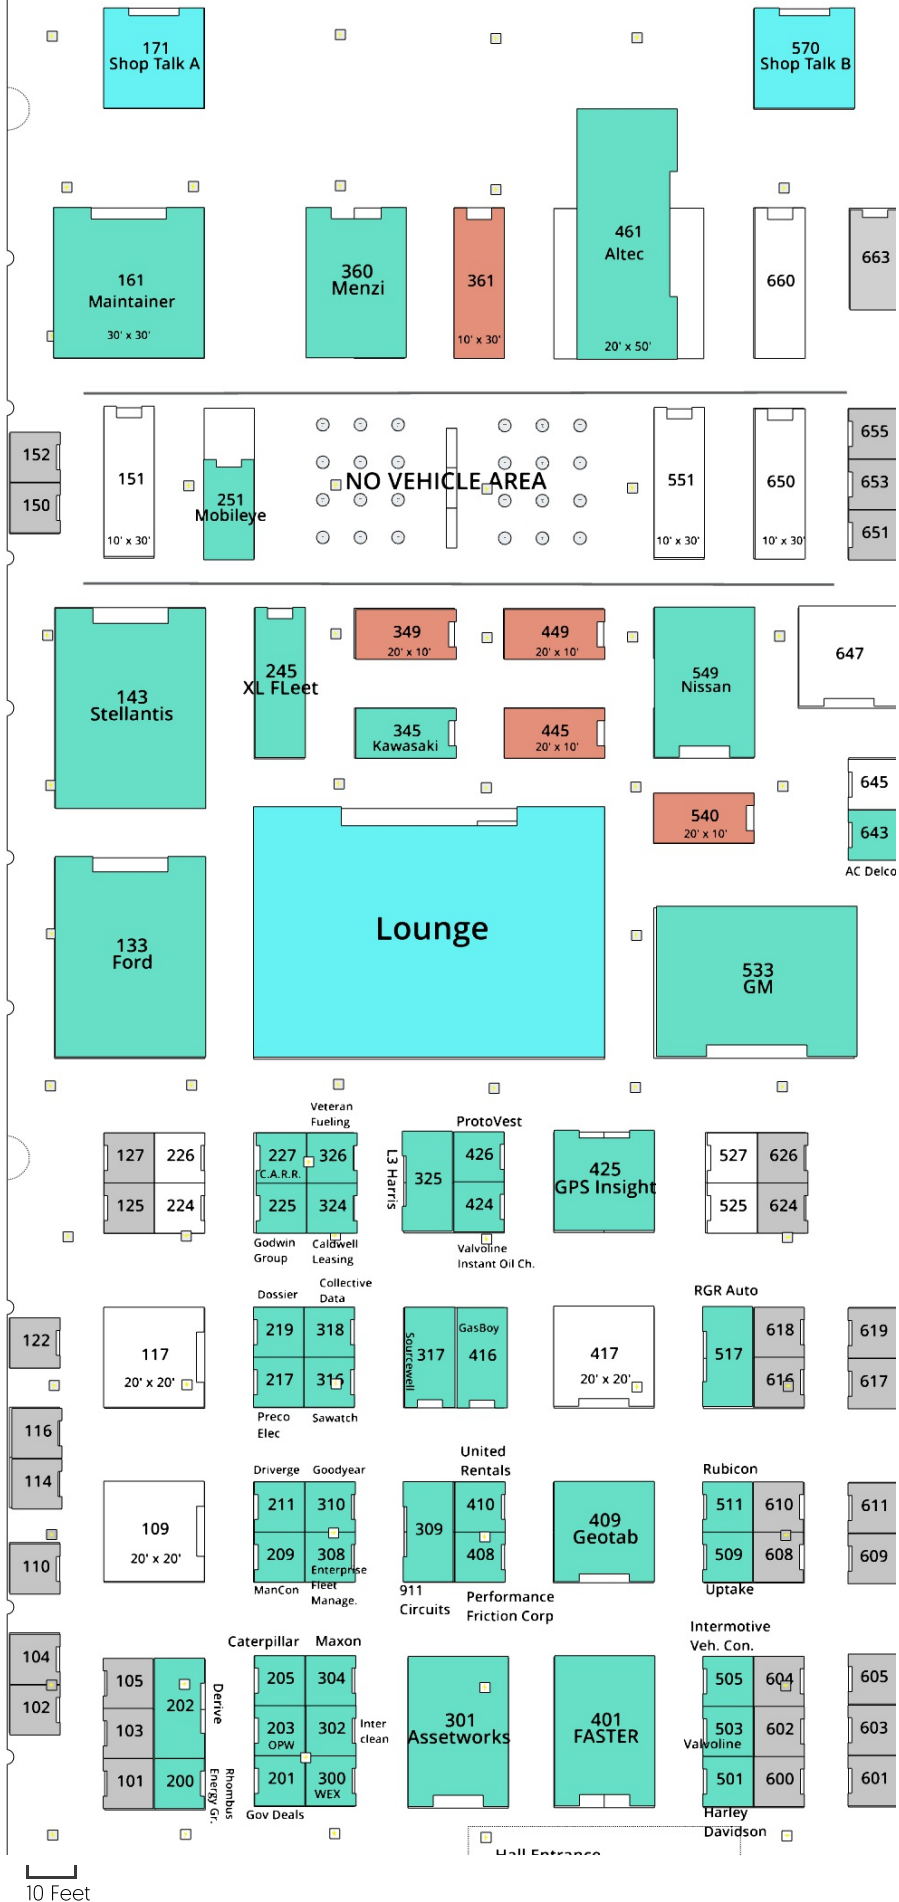 171
Shop Talk A
570
Shop Talk B
161
Maintainer
30' x 30'
360
Menzi
361
10' x 30'
461
Altec
20' x 50'
660
663
152
150
151
10' x 30'
251
Mobileye
NO VEHICLE AREA
551
10' x 30'
650
10' x 30'
655
653
651
143
Stellantis
245
XL FLeet
349
20' x 10'
449
20' x 10'
345
Kawasaki
445
20' x 10'
549
Nissan
647
540
20' x 10'
645
643
AC Delco
133
Ford
Lounge
533
GM
127
226
125
224
Veteran
Fueling
227
C.A.R.R.
326
225
324
Godwin
Group
Caldwell
Leasing
L3 Harris
325
ProtoVest
426
424
Valvoline
Instant Oil Ch.
425
GPS Insight
527
626
525
624
122
117
20' x 20'
Dossier
Collective
Data
219
318
217
316
Preco
Elec
Sawatch
Sourcewell
317
GasBoy
416
417
20' x 20'
RGR Auto
517
618
616
619
617
116
114
110
109
20' x 20'
Driverge
Goodyear
211
310
209
308
Enterprise
Fleet
Manage.
ManCon
309
911
Circuits
United
Rentals
410
408
Performance
Friction Corp
409
Geotab
Rubicon
511
610
509
608
Uptake
611
609
104
102
105
103
101
202
Derive
200
Rhombus
Energy Gr.
Caterpillar
Maxon
205
304
203
OPW
302
Inter
clean
201
300
WEX
Gov Deals
301
Assetworks
401
FASTER
Intermotive
Veh. Con.
505
604
503
Valvoline
602
501
600
Harley
Davidson
605
603
601
Hall Entrance
10 Feet